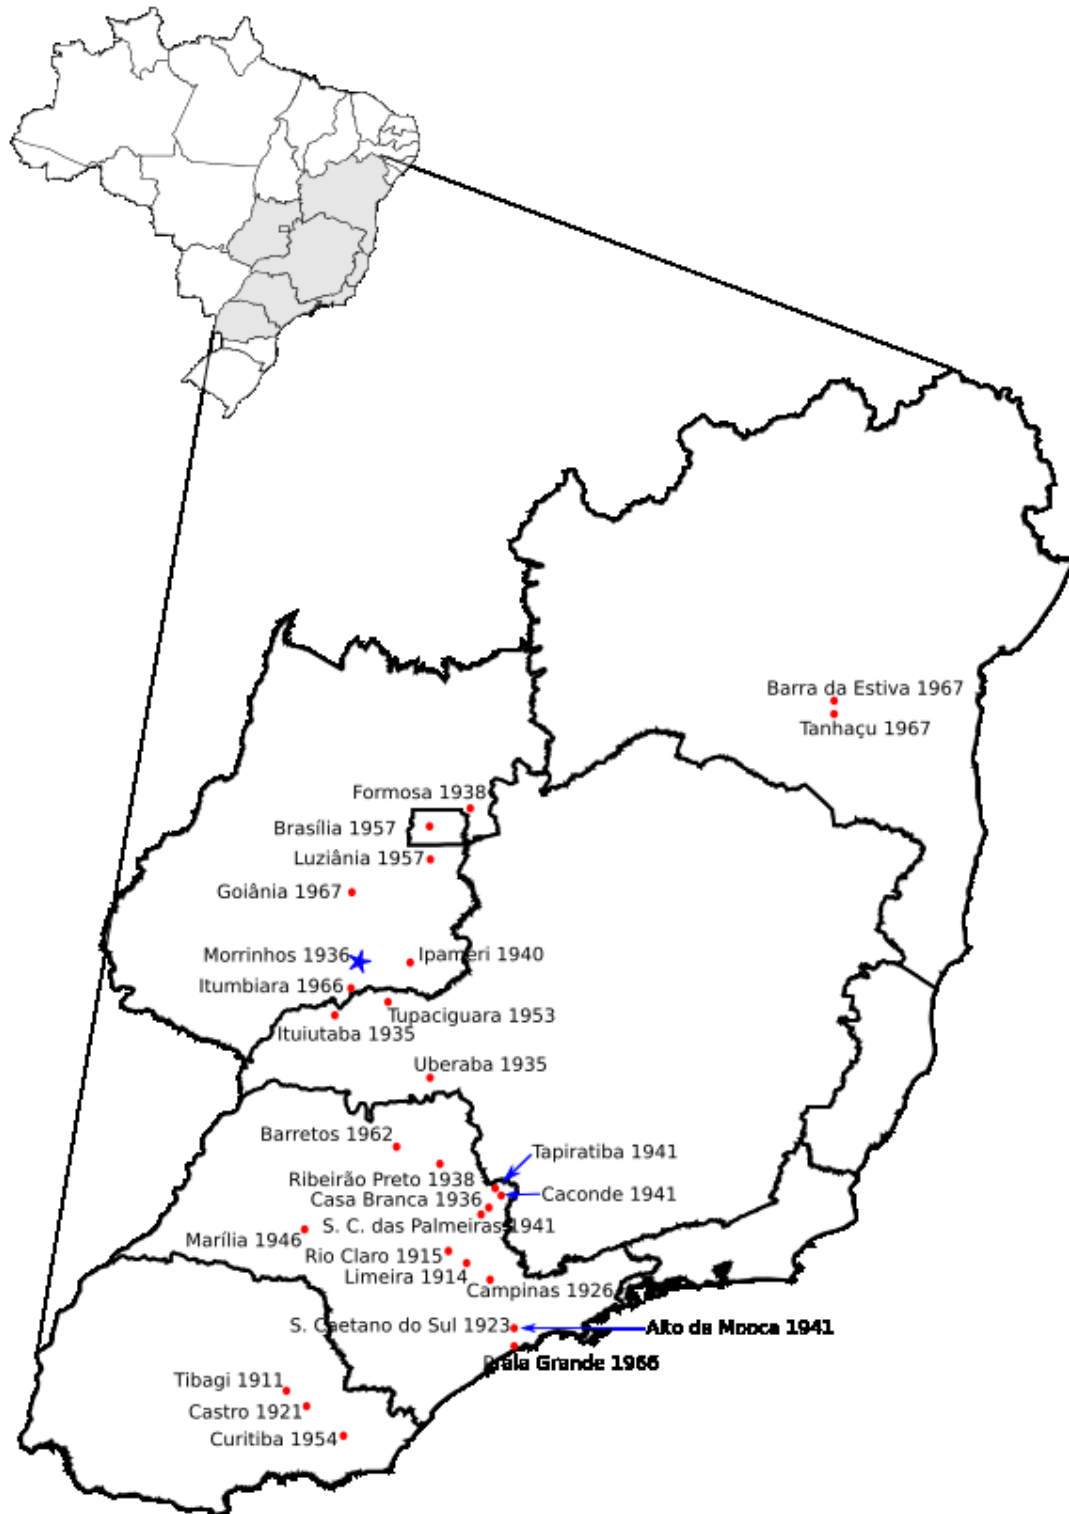 Barra da Estiva 1967
Tanhaçu 1967
Formosa 1938
Brasília 1957
Luziânia 1957
Goiânia 1967
Morrinhos 1936
Ipameri 1940
Itumbiara 1966
Tupaciguara 1953
Ituiutaba 1935
Uberaba 1935
Barretos 1962
Tapiratiba 1941
Ribeirão Preto 1938
Caconde 1941
Casa Branca 1936
S. C. das Palmeiras 1941
Marília 1946
Rio Claro 1915
Limeira 1914
Campinas 1926
S. Caetano do Sul 1923
Alto da Mooca 1941
Praia Grande 1966
Tibagi 1911
Castro 1921
Curitiba 1954